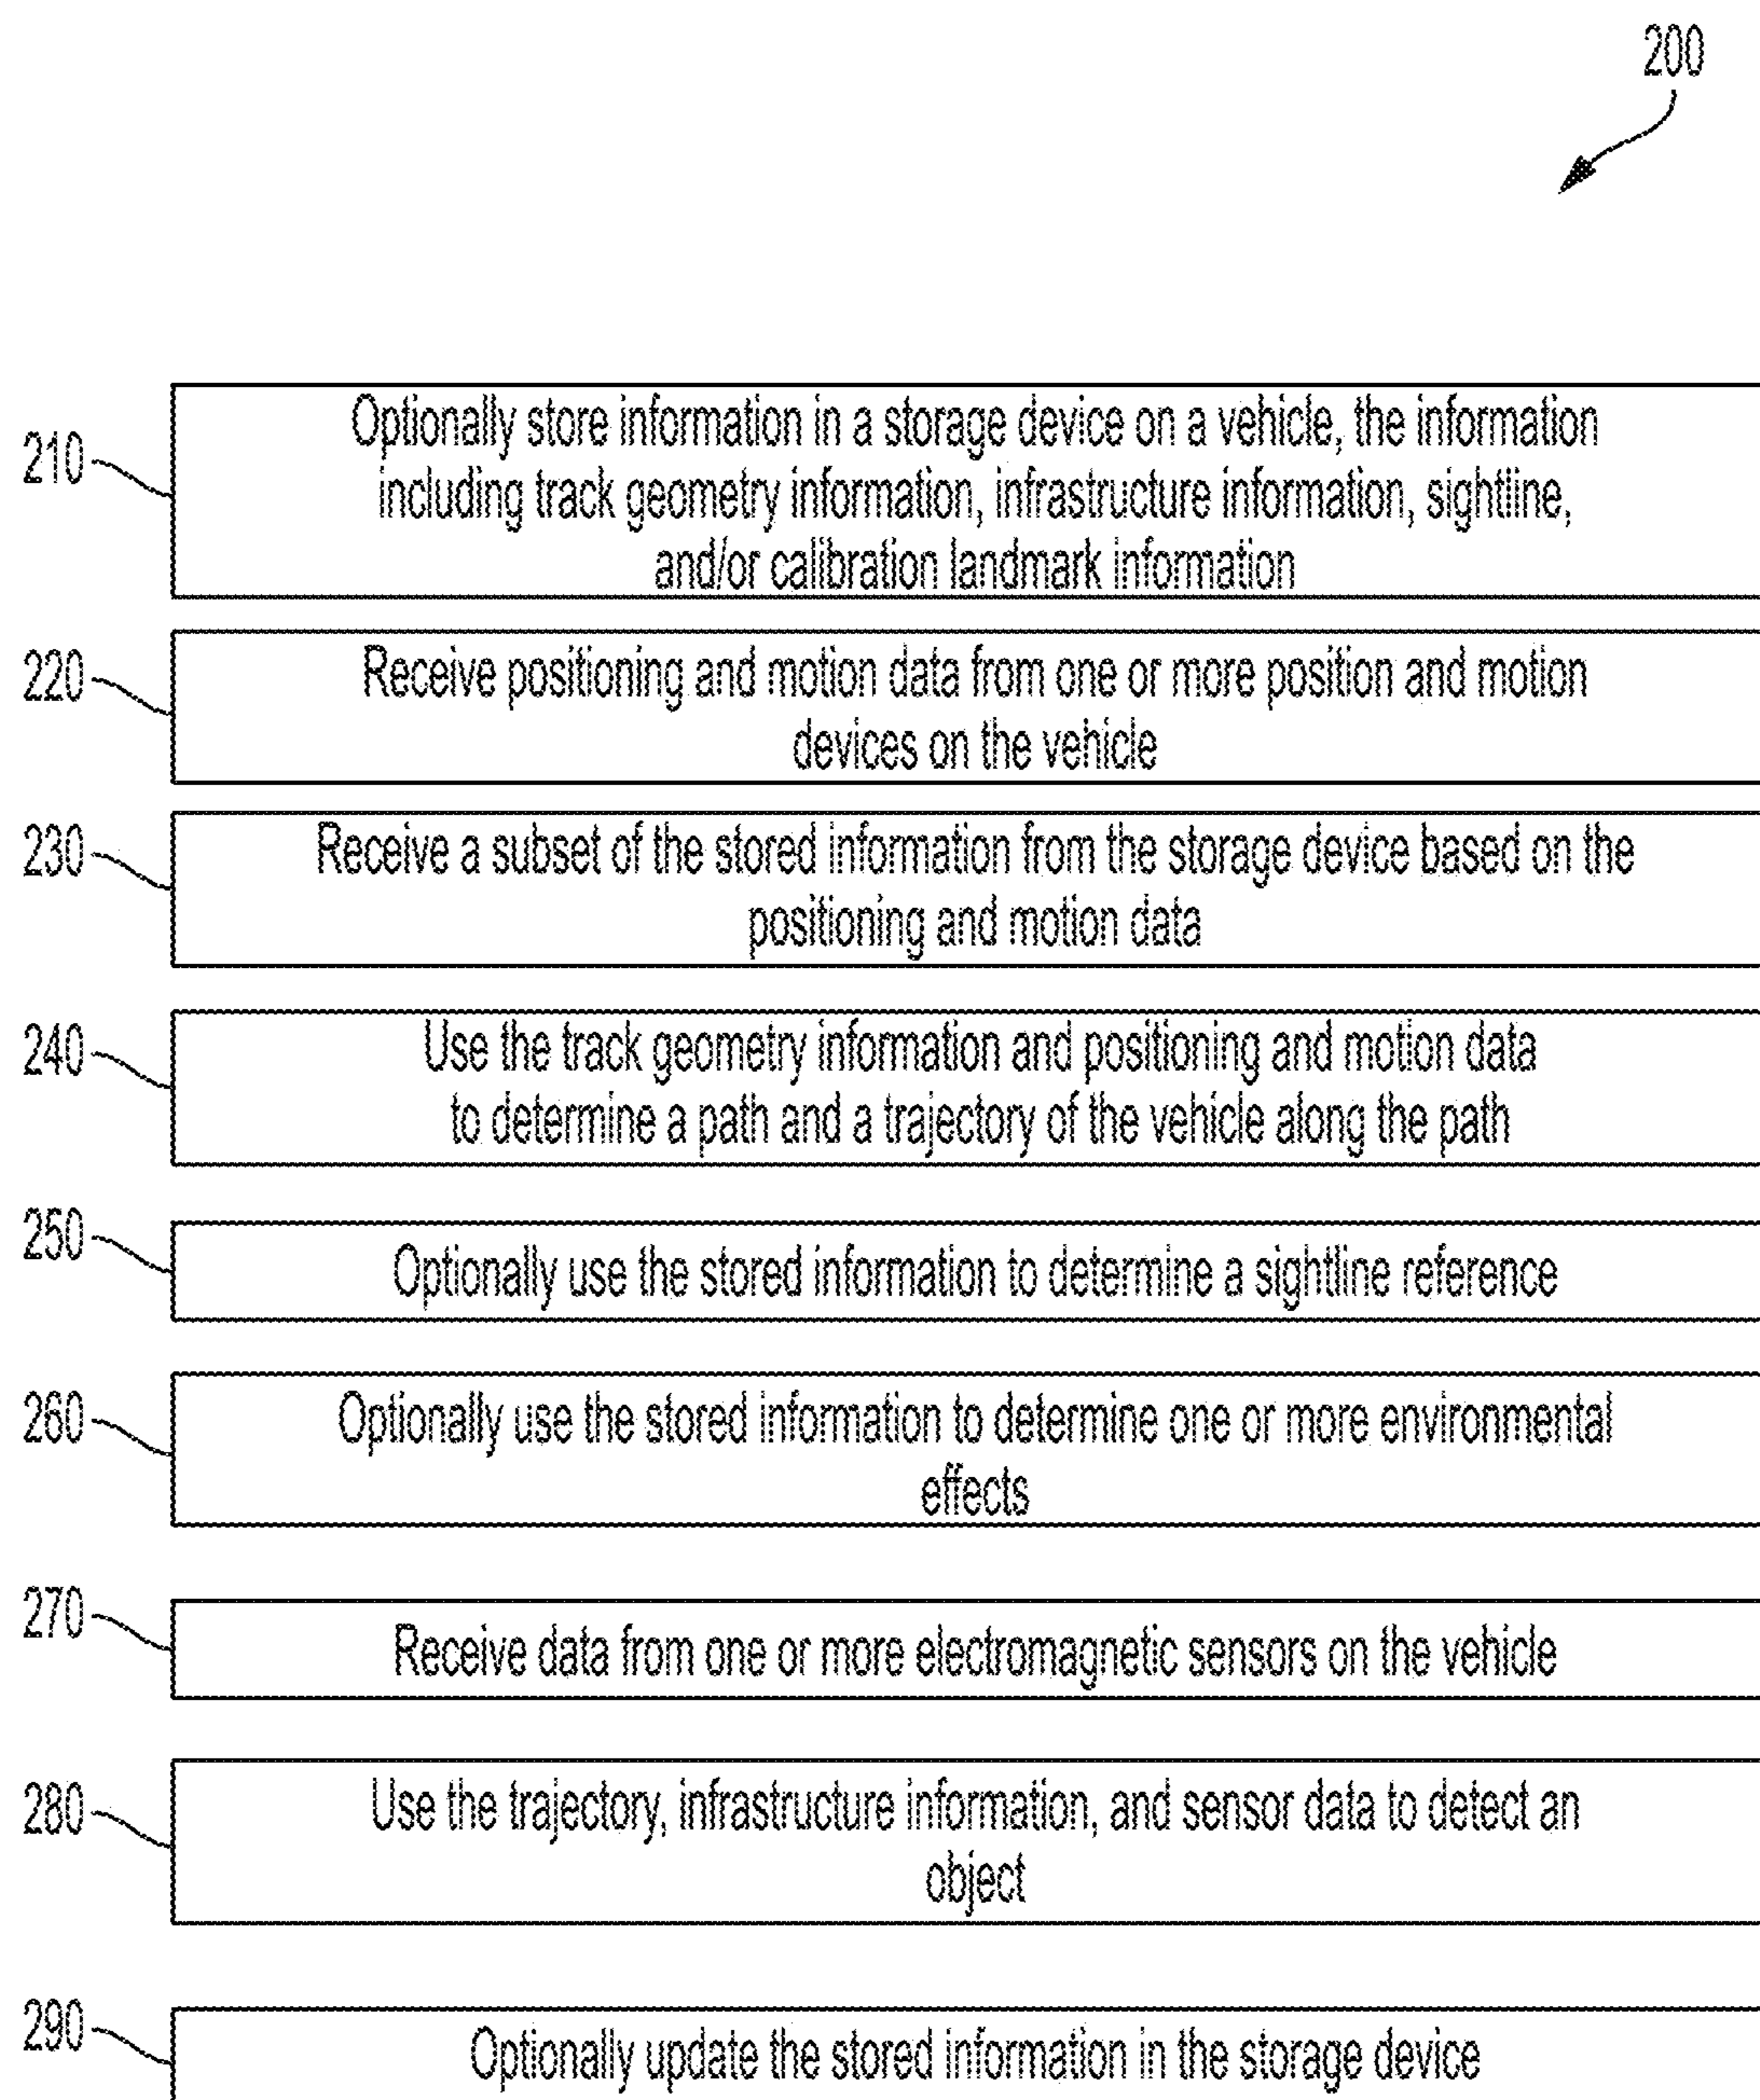 200
210
Optionally store information in a storage device on a vehicle, the information
including track geometry information, infrastructure information, sightline,
and/or calibration landmark information
220
Receive positioning and motion data from one or more position and motion
devices on the vehicle
230
Receive a subset of the stored information from the storage device based on the
positioning and motion data
240
Use the track geometry information and positioning and motion data
to determine a path and a trajectory of the vehicle along the path
250
Optionally use the stored information to determine a sightline reference
260
Optionally use the stored information to determine one or more environmental
effects
270
Receive data from one or more electromagnetic sensors on the vehicle
280
Use the trajectory, infrastructure information, and sensor data to detect an
object
290
Optionally update the stored information in the storage device